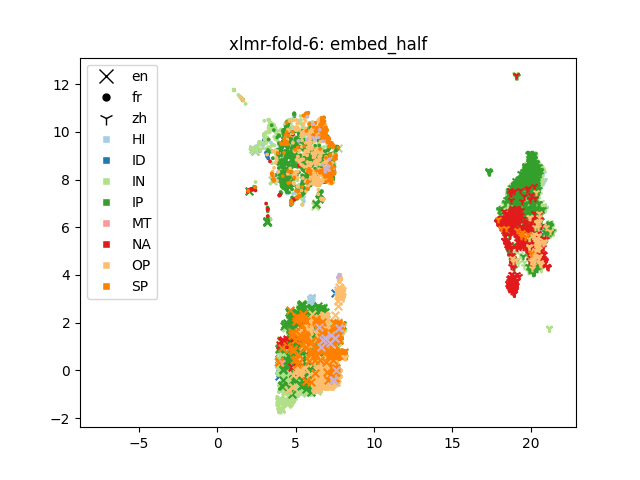 xlmr-fold-6: embed_half
en
fr
zh
HI
ID
IN
IP
MT
NA
OP
SP
12
10
8
6
4
2
0
−2
−5
0
5
10
15
20